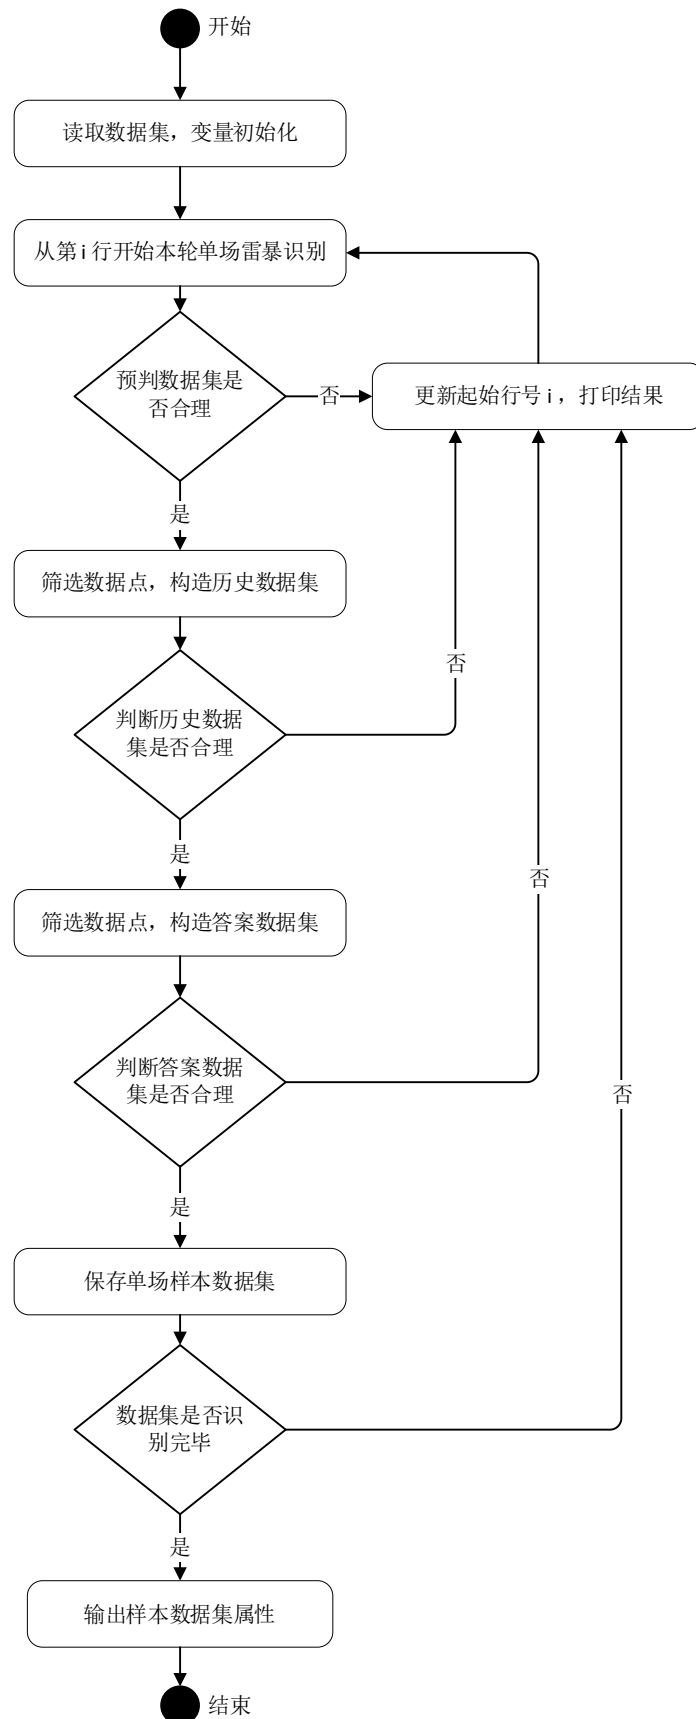 开始
读取数据集，变量初始化
从第i行开始本轮单场雷暴识别
预判数据集是
否合理
否
更新起始行号i，打印结果
是
筛选数据点，构造历史数据集
否
判断历史数据
集是否合理
是
否
筛选数据点，构造答案数据集
判断答案数据
集是否合理
否
是
保存单场样本数据集
数据集是否识
别完毕
是
输出样本数据集属性
结束